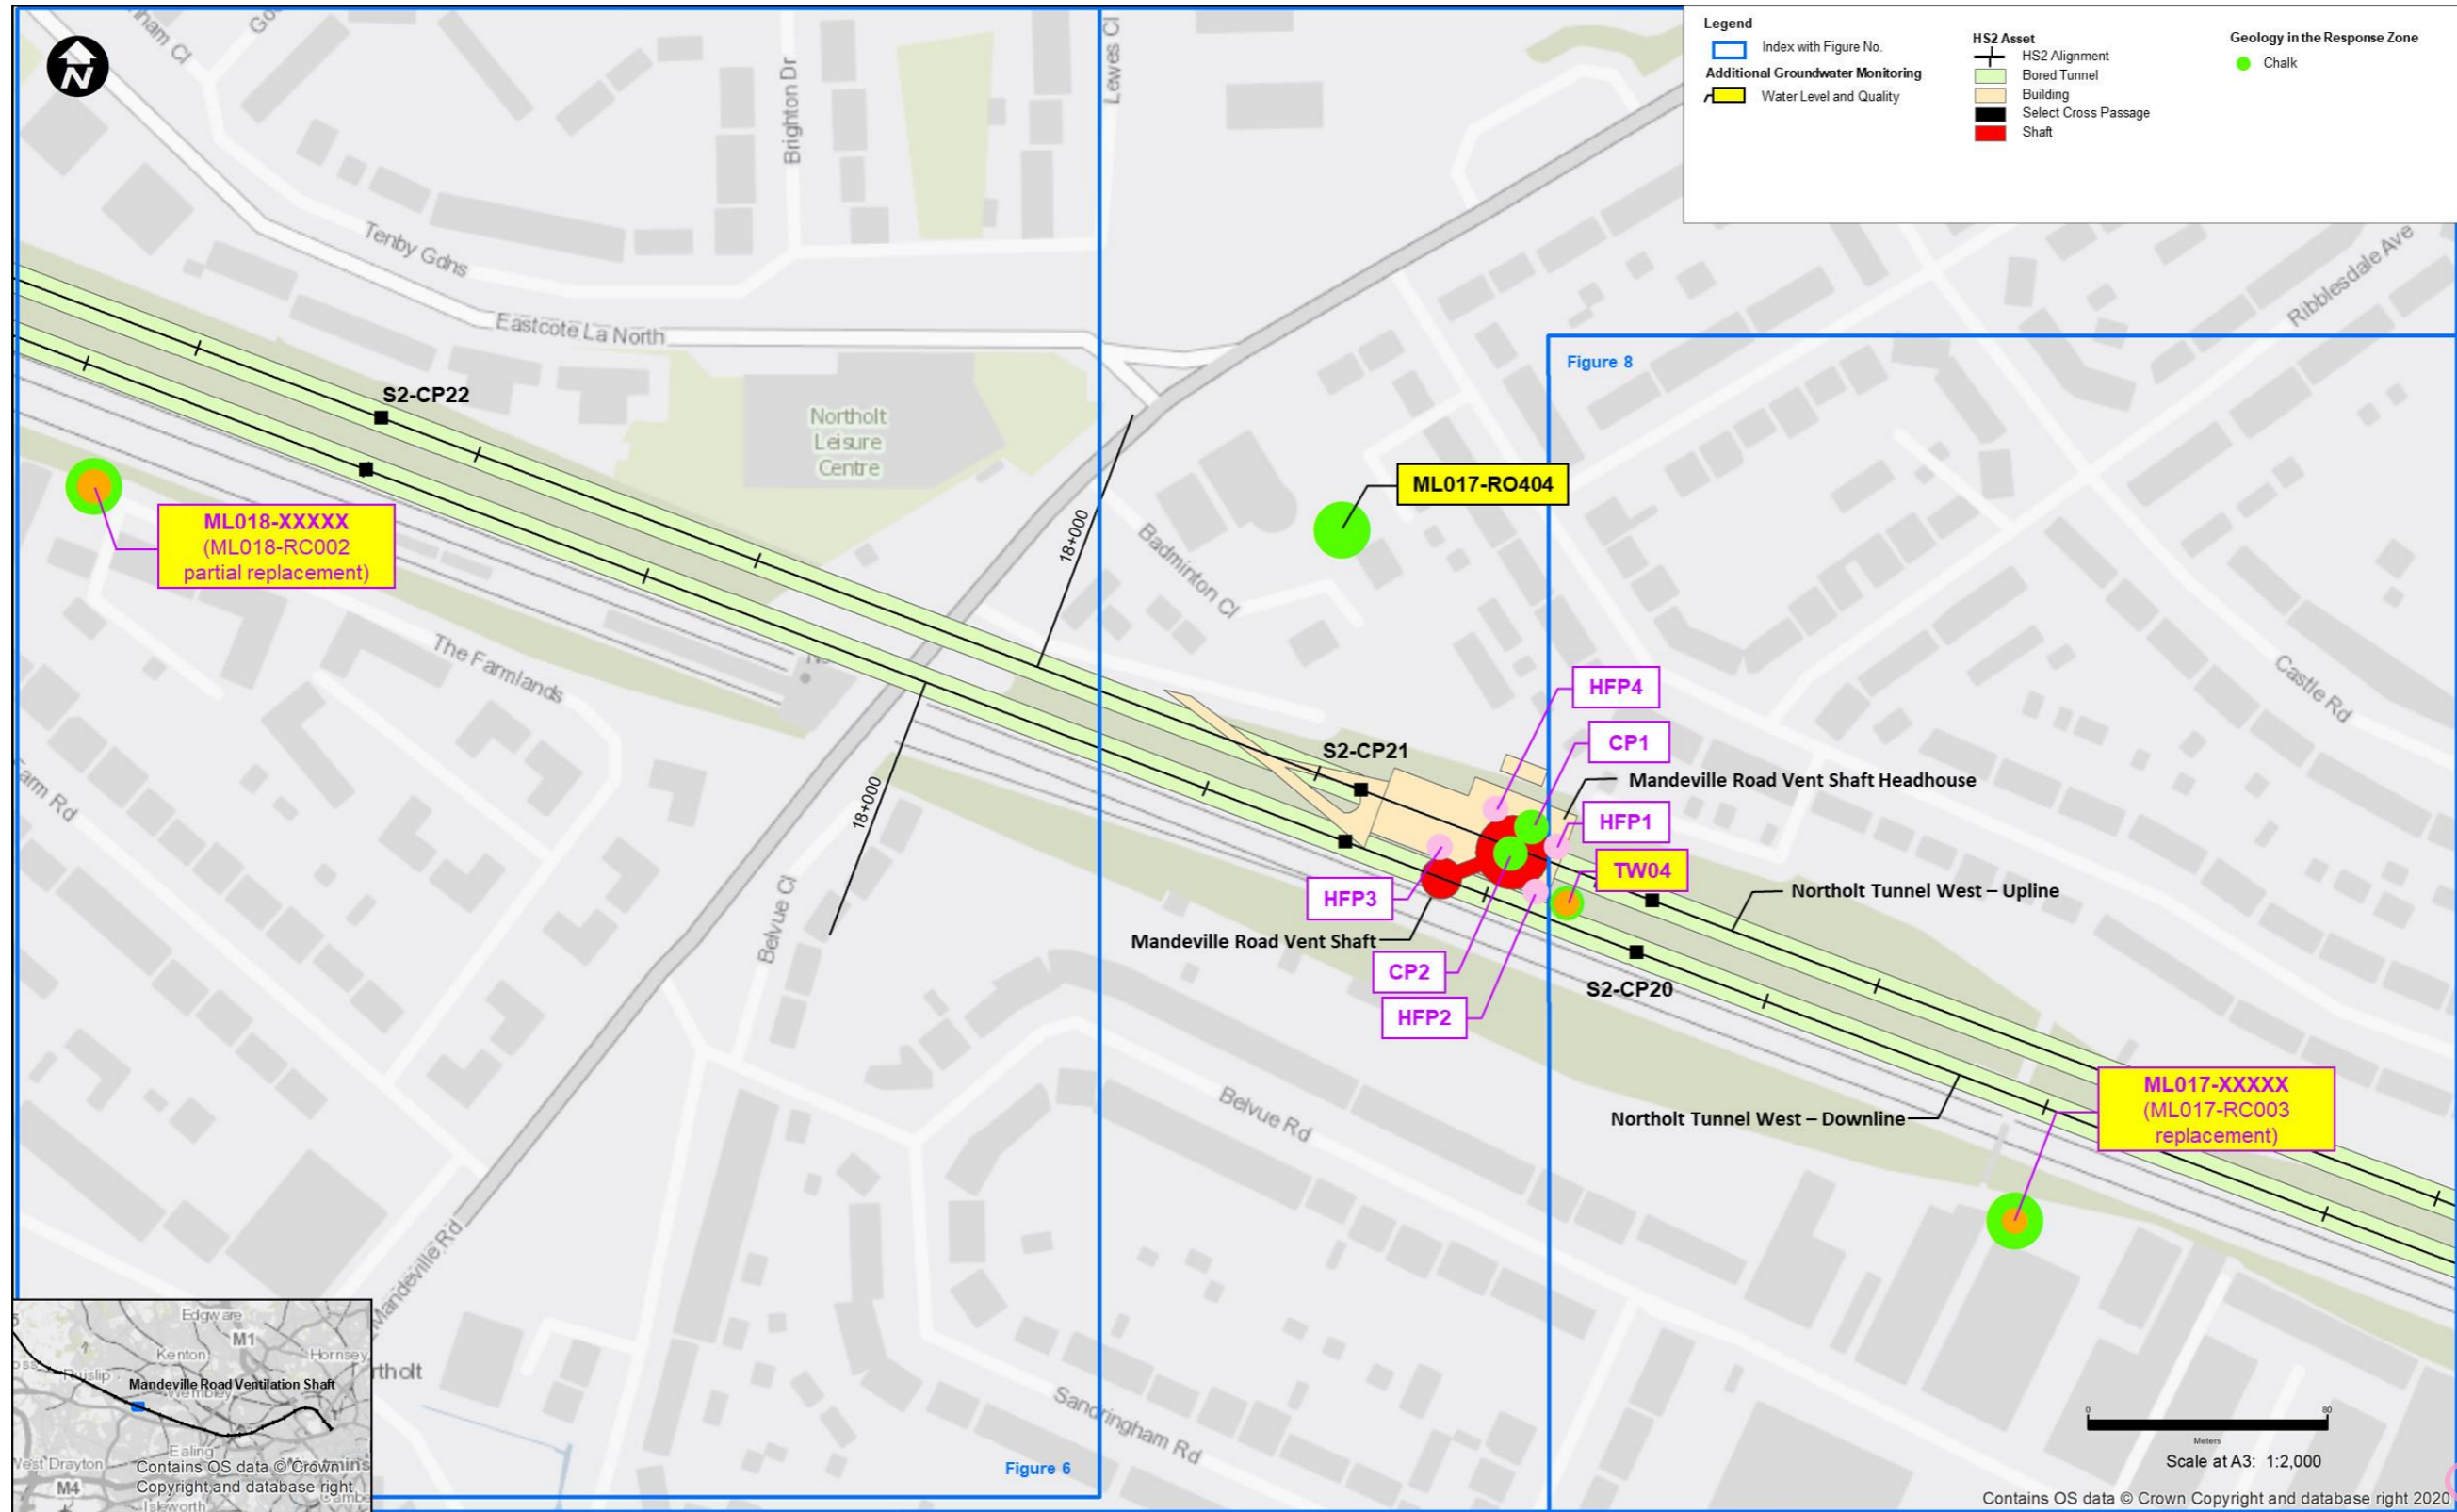 Legend
Index with Figure No.
Additional Groundwater Monitoring
Water Level and Quality
HS2 Asset
HS2 Alignment
Bored Tunnel
Building
Select Cross Passage
Shaft
Geology in the Response Zone
Chalk
N
Brighton Dr
Lewes Cl
Tenby Gdns
Eastcote La North
Ribblesdale Ave
Figure 8
S2-CP22
Northolt
Leisure
Centre
ML017-RO404
ML018-XXXXX
(ML018-RC002
partial replacement)
18+000
Badminton Cl
The Farmlands
Castle Rd
HFP4
CP1
S2-CP21
Mandeville Road Vent Shaft Headhouse
HFP1
18+000
TW04
HFP3
Northolt Tunnel West – Upline
Belvue Cl
Mandeville Road Vent Shaft
CP2
S2-CP20
HFP2
Belvue Rd
Northolt Tunnel West – Downline
ML017-XXXXX
(ML017-RC003
replacement)
Mandeville Rd
Sandringham Rd
Figure 6
0 80
Meters
Scale at A3: 1:2,000
Contains OS data © Crown Copyright and database right 2020
Edgware
M1
Kenton
Hornsey
Ruislip
Mandeville Road Ventilation Shaft
Wembley
Ealing
West Drayton
Contains OS data © Crown
Copyright and database right
M4
Isleworth